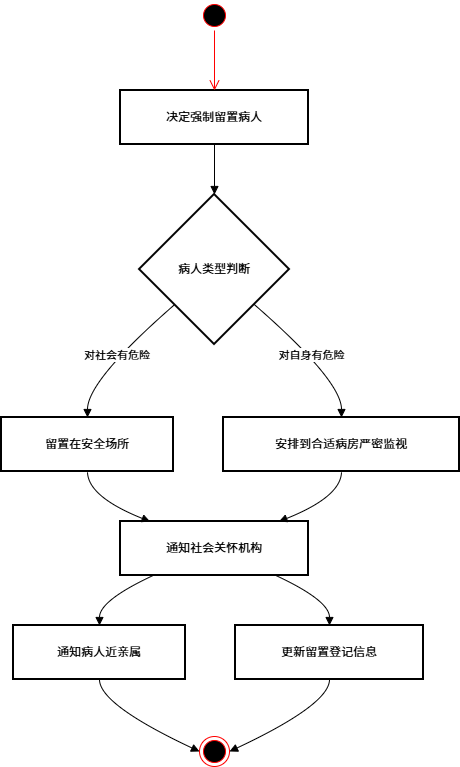 决定强制留置病人
病人类型判断
对社会有危险
对自身有危险
留置在安全场所
安排到合适病房严密监视
通知社会关怀机构
通知病人近亲属
更新留置登记信息